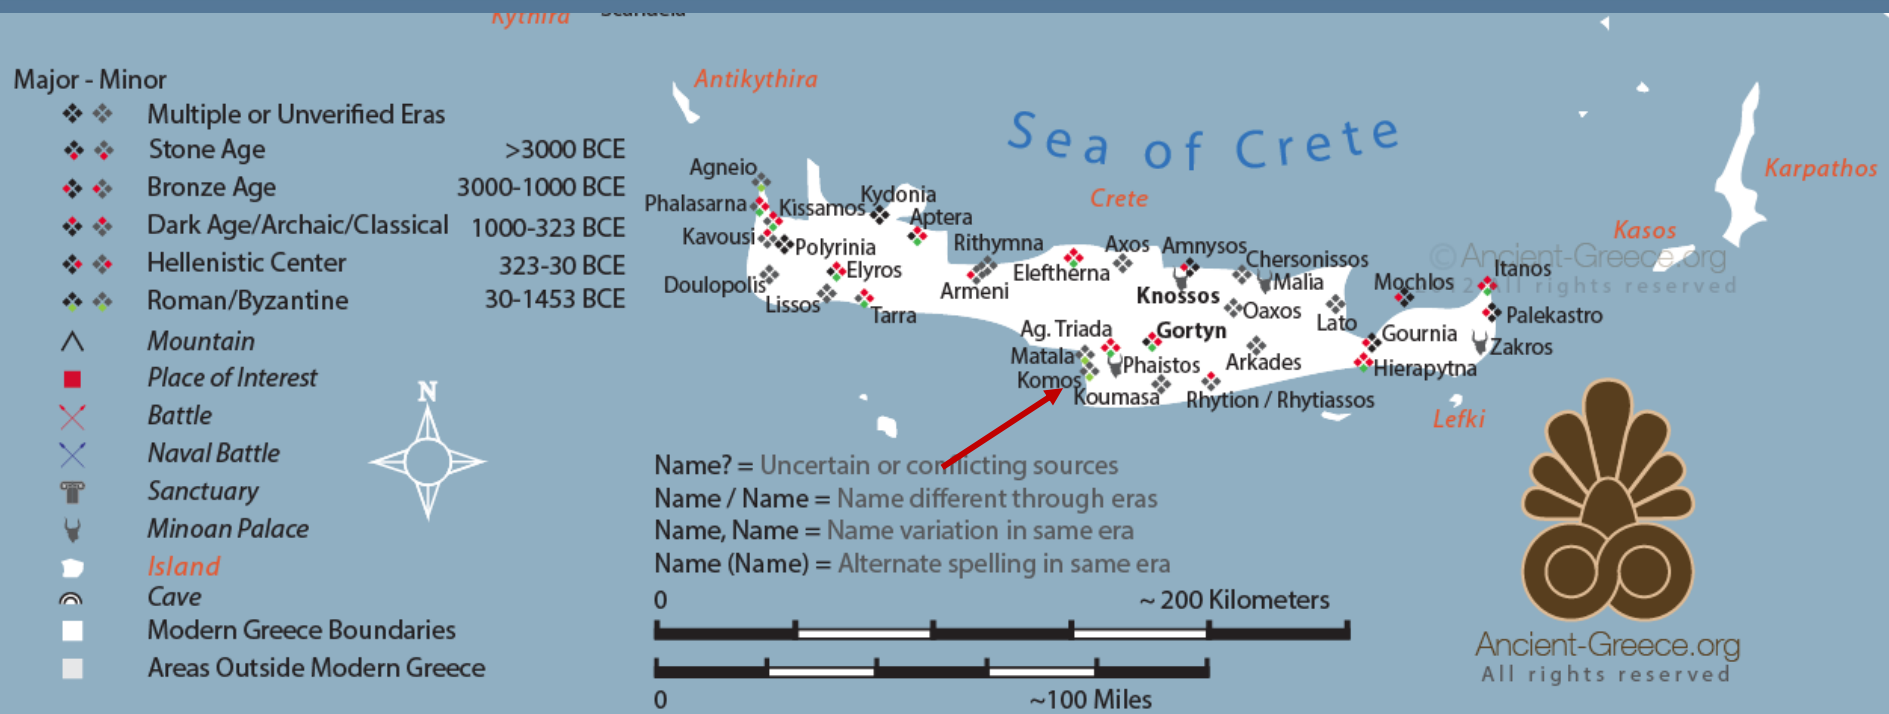 Kythira
Scandeia
Major - Minor
Multiple or Unverified Eras
Stone Age >3000 BCE
Bronze Age 3000-1000 BCE
Dark Age/Archaic/Classical 1000-323 BCE
Hellenistic Center 323-30 BCE
Roman/Byzantine 30-1453 BCE
Mountain
Place of Interest
Battle
Naval Battle
Sanctuary
Minoan Palace
Island
Cave
Modern Greece Boundaries
Areas Outside Modern Greece
N
Antikythira
Sea of Crete
Crete
Karpathos
Kasos
© Ancient-Greece.org
All rights reserved
Agneio
Phalasarna
Kissamos
Kydonia
Aptera
Kavousi
Polyrinia
Rithymna
Axos
Amnysos
Chersonissos
Doulopolis
Elyros
Armeni
Eleftherna
Knossos
Malia
Mochlos
Itanos
Lissos
Tarra
Oaxos
Lato
Palekastro
Ag. Triada
Gortyn
Gournia
Zakros
Matala
Phaistos
Arkades
Hierapytna
Komos
Koumasa
Rhytion / Rhytiassos
Lefki
Name? = Uncertain or conflicting sources
Name / Name = Name different through eras
Name, Name = Name variation in same era
Name (Name) = Alternate spelling in same era
0 ~ 200 Kilometers
0 ~100 Miles
Ancient-Greece.org
All rights reserved